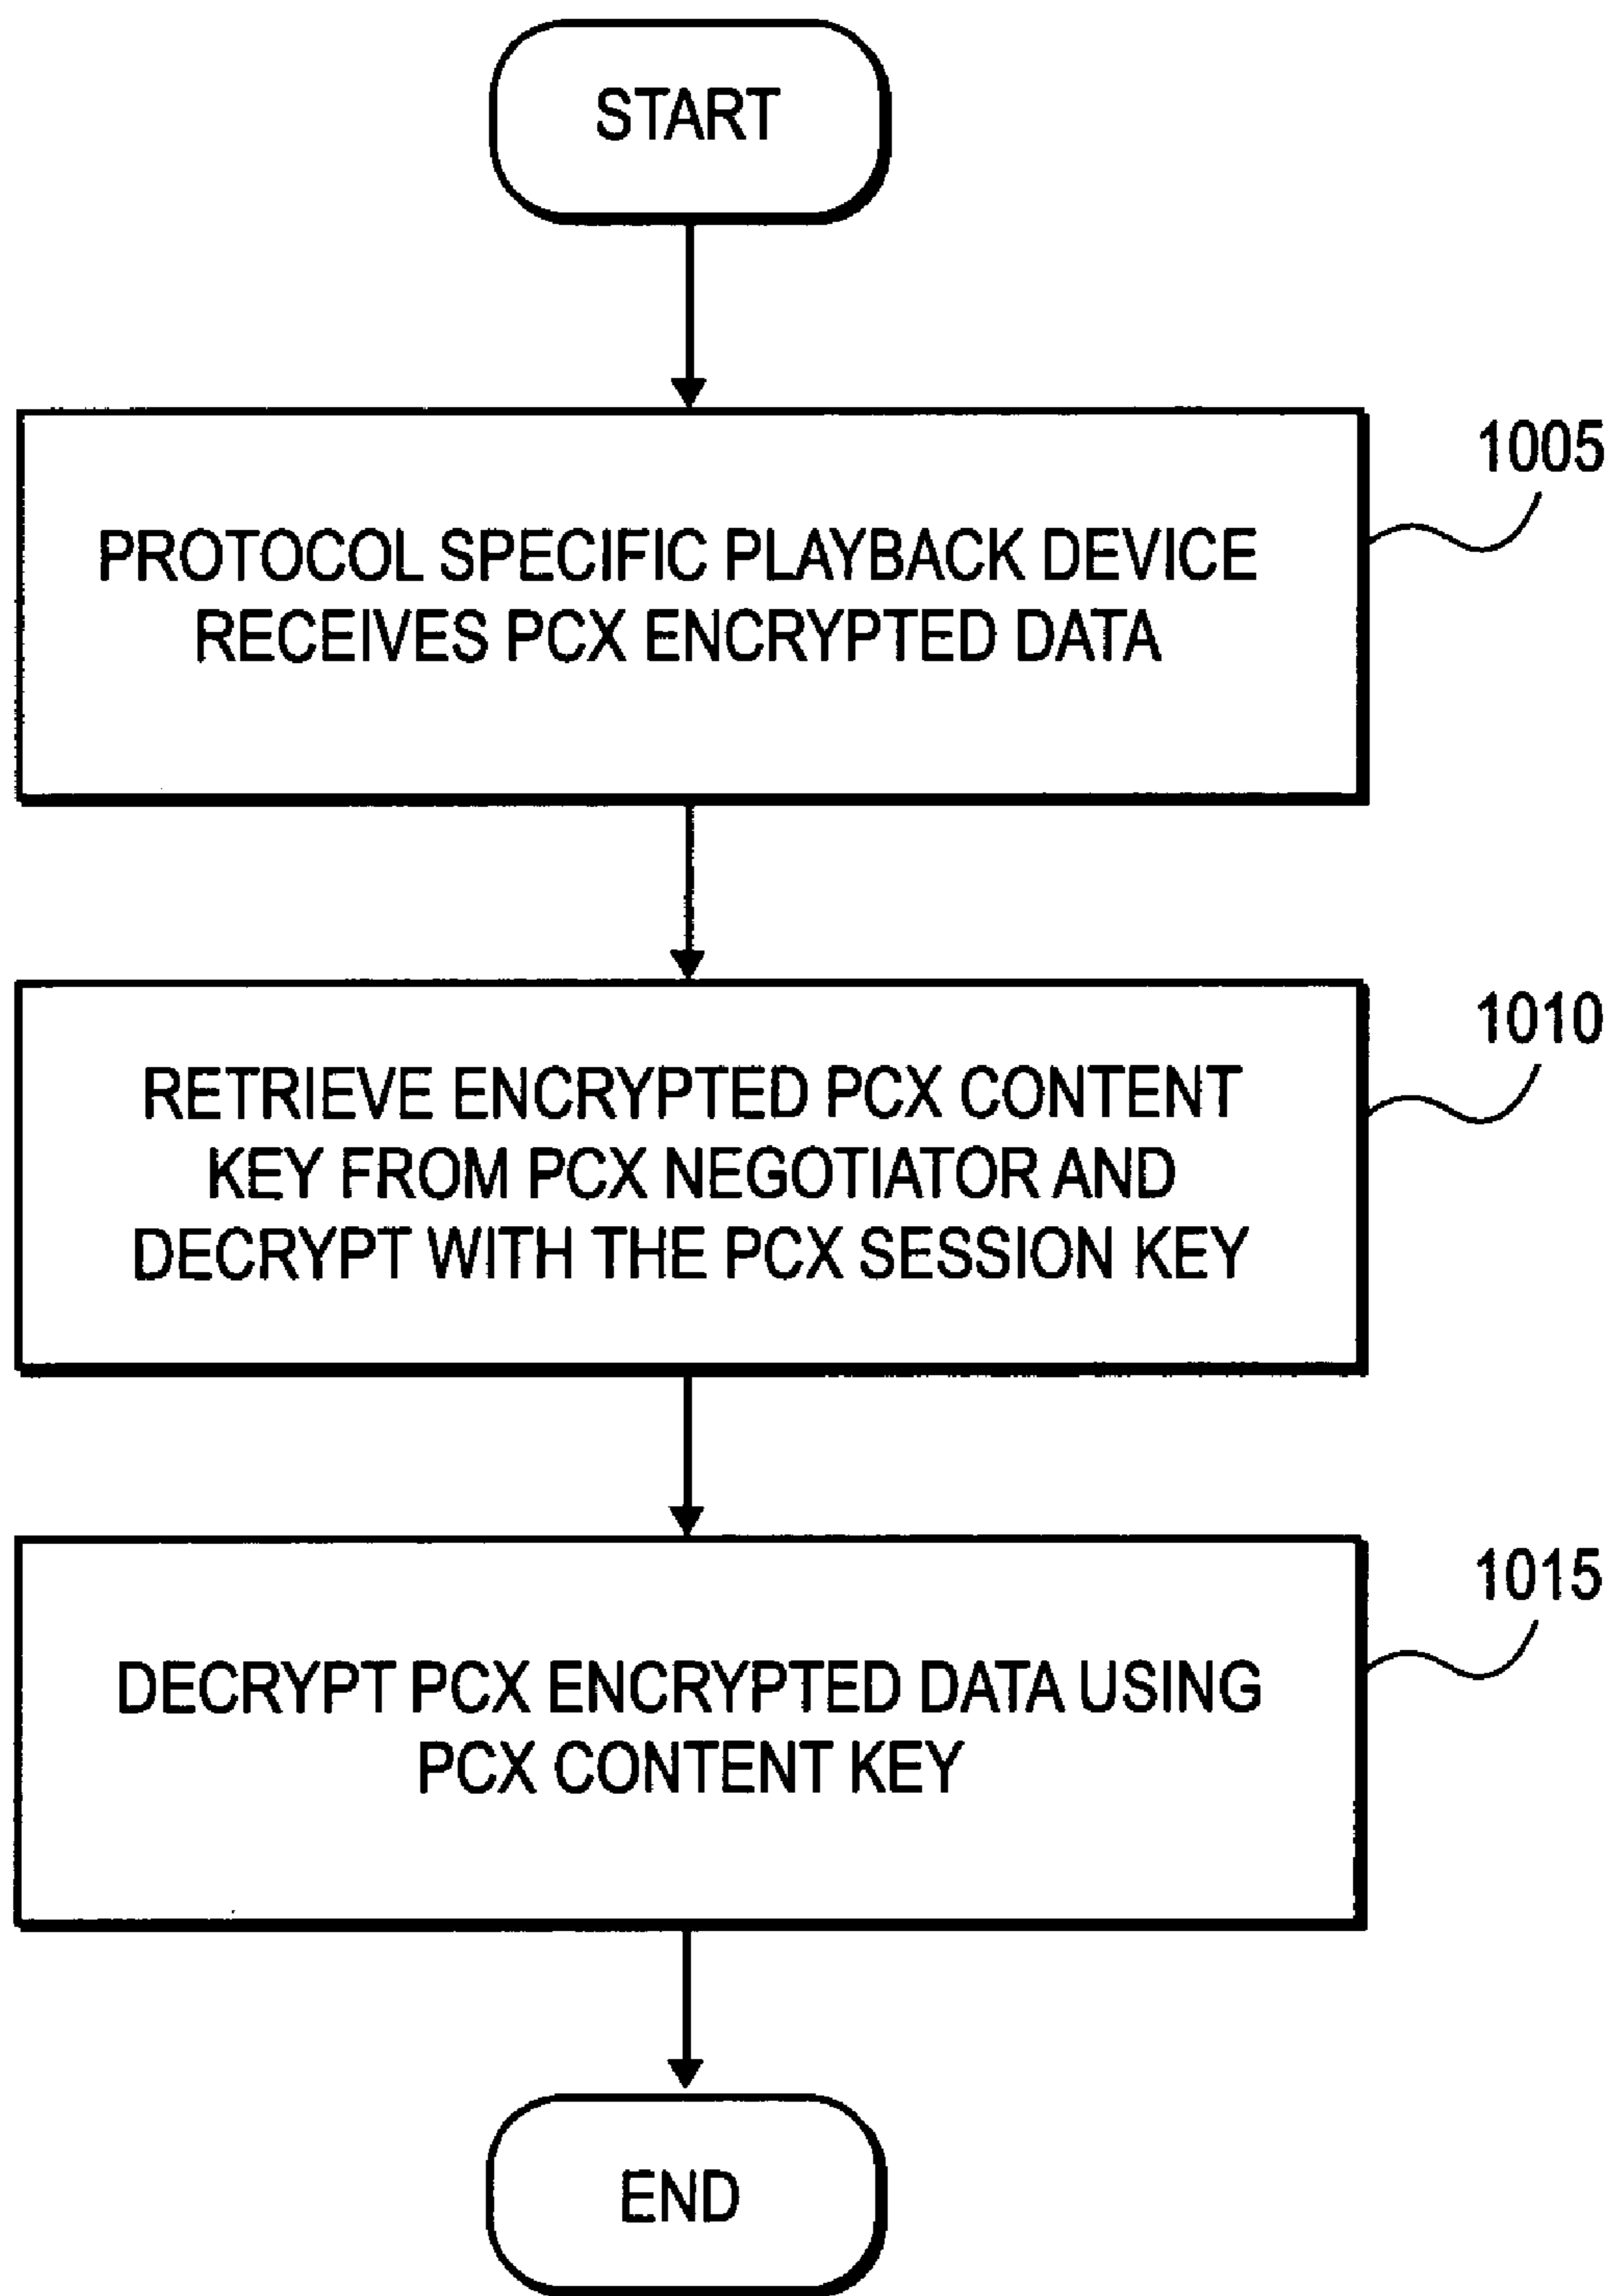 START
1005
PROTOCOL SPECIFIC PLAYBACK DEVICE
RECEIVES PCX ENCRYPTED DATA
1010
RETRIEVE ENCRYPTED PCX CONTENT
KEY FROM PCX NEGOTIATOR AND
DECRYPT WITH THE PCX SESSION KEY
1015
DECRYPT PCX ENCRYPTED DATA USING
PCX CONTENT KEY
END